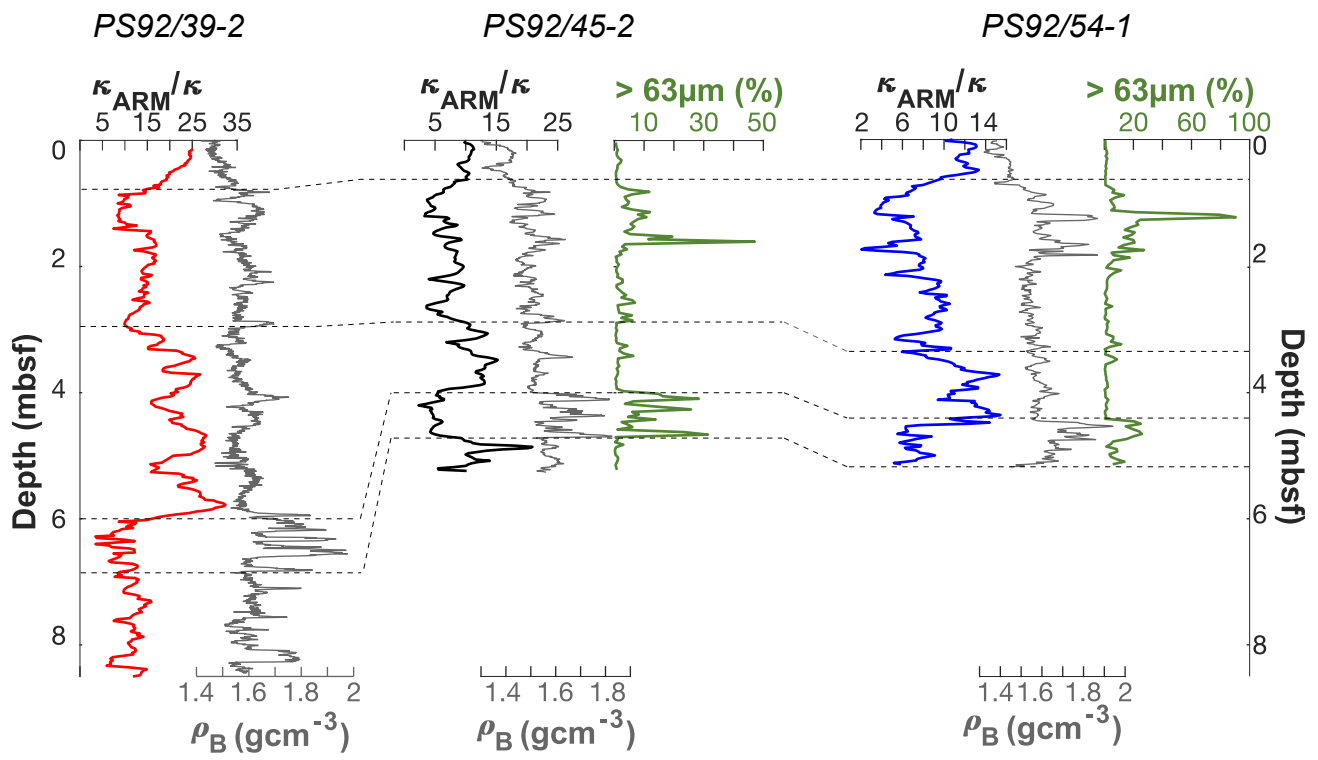 PS92/39-2 PS92/45-2 PS92/54-1
κARM/κ κARM/κ > 63μm (%) κARM/κ > 63μm (%)
5 15 25 35 5 15 25 10 30 50 2 6 10 14 20 60 100
0 0
2 2
4 4
6 6
8 8
Depth (mbsf) Depth (mbsf)
1.4 1.6 1.8 2 1.4 1.6 1.8 1.4 1.6 1.8 2
ρB (gcm-3) ρB (gcm-3) ρB (gcm-3)